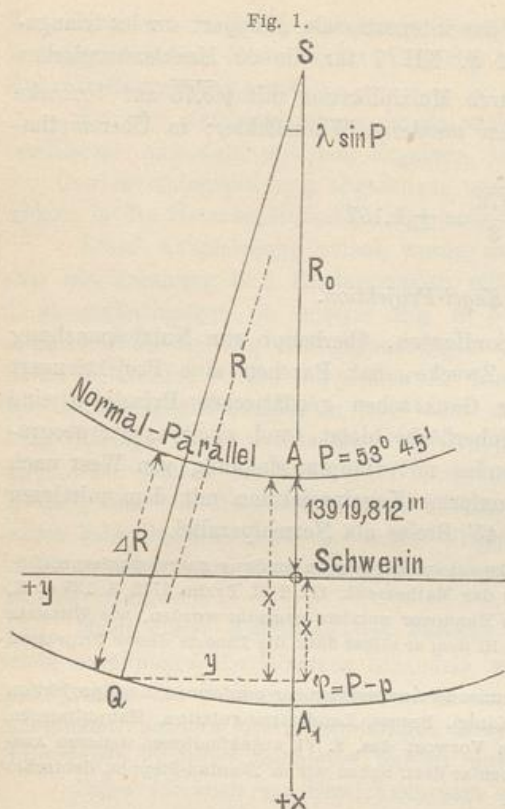 Fig. 1.
S
λ sin P
R₀
R
Normal-Parallel
A
P = 53° 45'
ΔR
13919,812ᵐ
Schwerin
+y
x
x'
y
φ = P-p
Q
A₁
+x